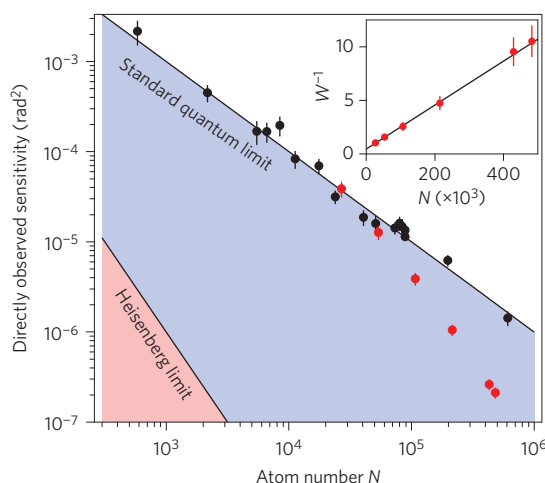 Directly observed sensitivity (rad²)
10⁻³
10⁻⁴
10⁻⁵
10⁻⁶
10⁻⁷
Standard quantum limit
Heisenberg limit
W⁻¹
10
5
0
0 200 400
N (×10³)
10³ 10⁴ 10⁵ 10⁶
Atom number N